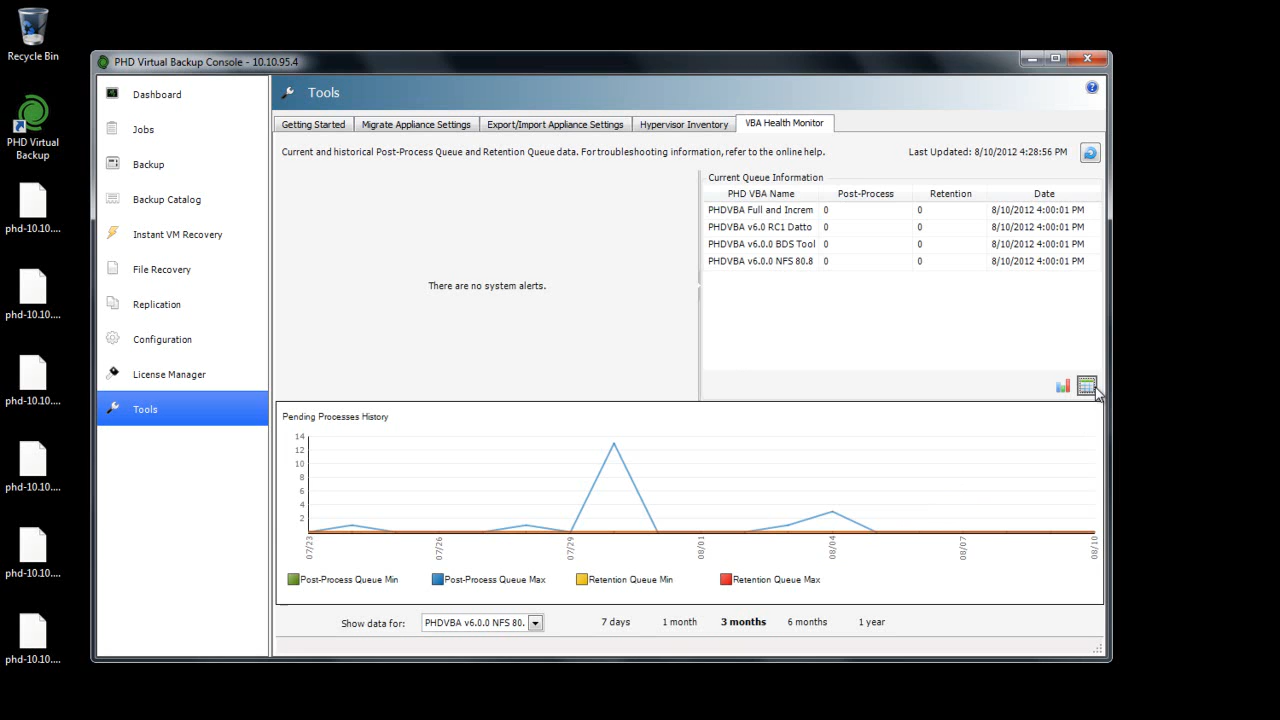 Recycle Bin
PHD Virtual
Backup
phd-10.10....
phd-10.10....
phd-10.10....
phd-10.10....
phd-10.10....
phd-10.10....
PHD Virtual Backup Console - 10.10.95.4
Dashboard
Jobs
Backup
Backup Catalog
Instant VM Recovery
File Recovery
Replication
Configuration
License Manager
Tools
Tools
Getting Started
Migrate Appliance Settings
Export/Import Appliance Settings
Hypervisor Inventory
VBA Health Monitor
Current and historical Post-Process Queue and Retention Queue data. For troubleshooting information, refer to the online help.
Last Updated: 8/10/2012 4:28:56 PM
There are no system alerts.
Current Queue Information
PHD VBA Name Post-Process Retention Date
PHDVBA Full and Increm 0 0 8/10/2012 4:00:01 PM
PHDVBA v6.0 RC1 Datto 0 0 8/10/2012 4:00:01 PM
PHDVBA v6.0.0 BDS Tool 0 0 8/10/2012 4:00:01 PM
PHDVBA v6.0.0 NFS 80.8 0 0 8/10/2012 4:00:01 PM
Pending Processes History
14
12
10
8
6
4
2
07/23 07/26 07/29 08/01 08/04 08/07 08/10
Post-Process Queue Min Post-Process Queue Max Retention Queue Min Retention Queue Max
Show data for: PHDVBA v6.0.0 NFS 80. 7 days 1 month 3 months 6 months 1 year